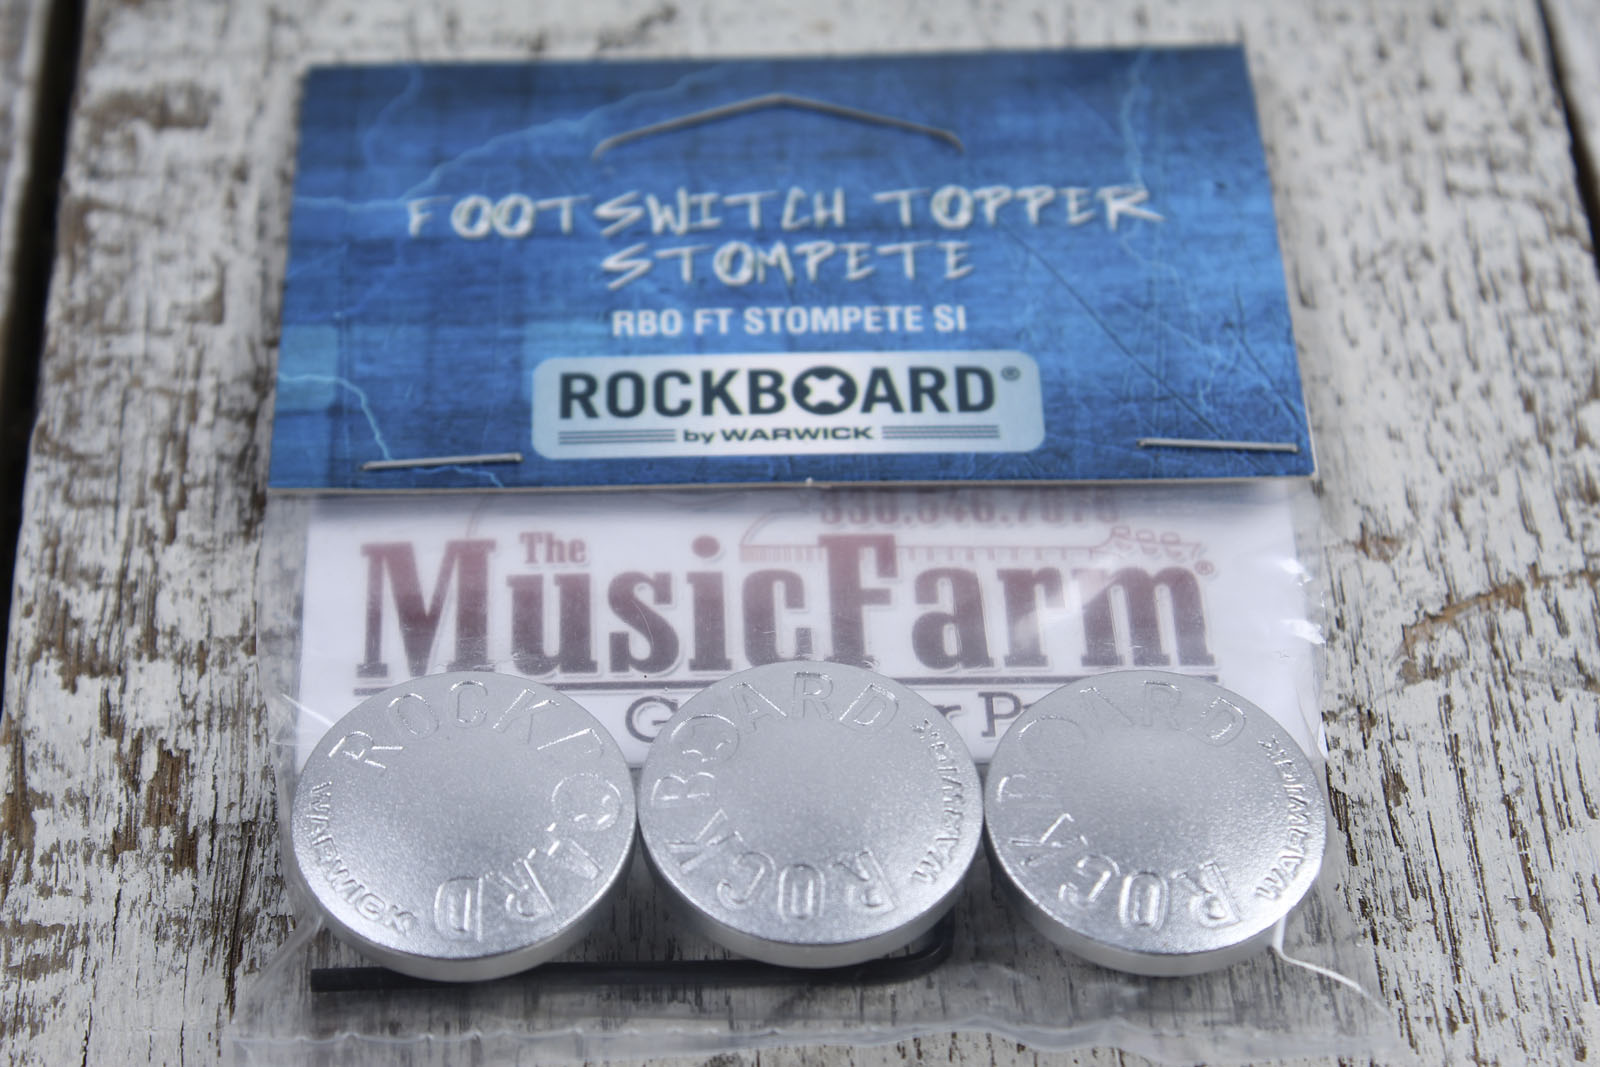 FOOTSWITCH TOPPER
STOMPETE
RBO FT STOMPETE SI
ROCKBOARD®
by WARWICK
The
MusicFarm®
ROCKBOARD
WARWICK
ROCKBOARD
WARWICK
ROCKBOARD
WARWICK